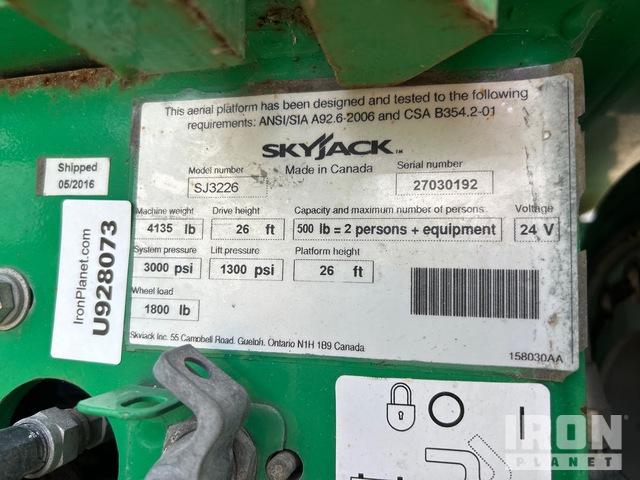 This aerial platform has been designed and tested to the following
requirements: ANSI/SIA A92.6-2006 and CSA B354.2-01
SKYJACK TM
Made in Canada
Model number
SJ3226
Serial number
27030192
Machine weight
4135 lb
Drive height
26 ft
Capacity and maximum number of persons
500 lb = 2 persons + equipment
Voltage
24 V
System pressure
3000 psi
Lift pressure
1300 psi
Platform height
26 ft
Wheel load
1800 lb
Skyjack Inc. 55 Campbell Road. Guelph. Ontario N1H 1B9 Canada
158030AA
Shipped
05/2016
IronPlanet.com
U928073
IRON
PLANET